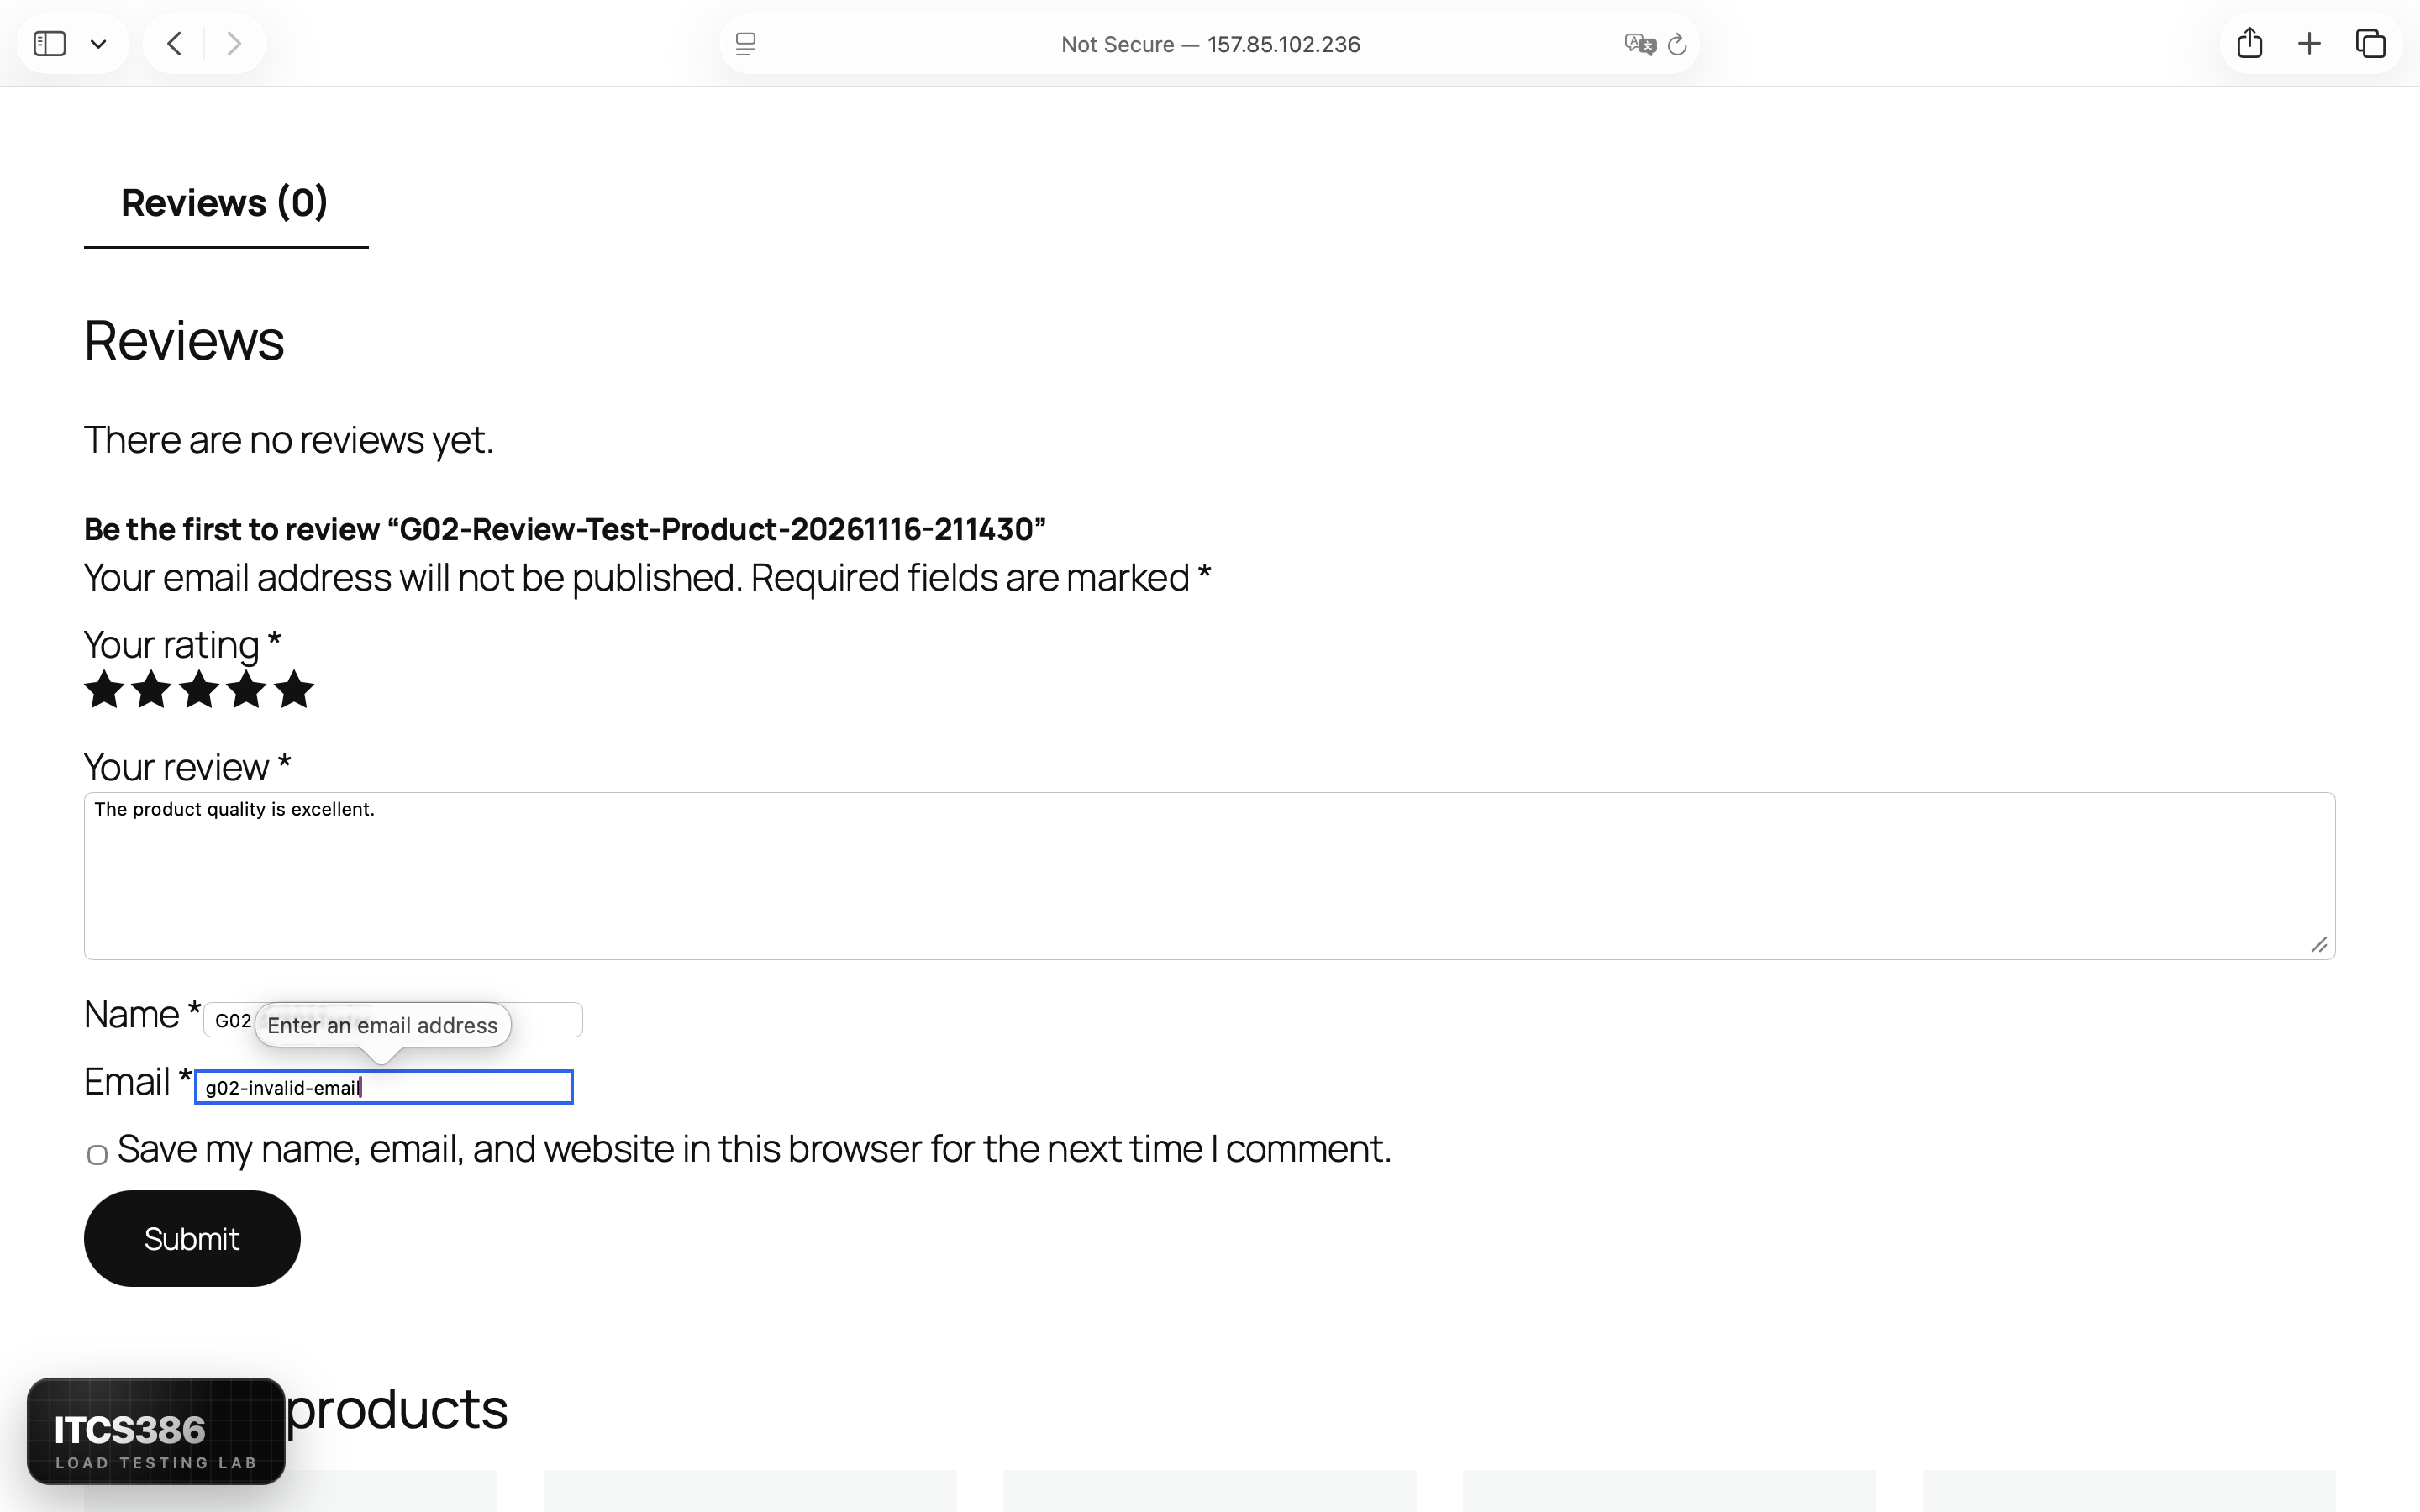 Not Secure — 157.85.102.236
Reviews (0)
Reviews
There are no reviews yet.
Be the first to review “G02-Review-Test-Product-20261116-211430”
Your email address will not be published. Required fields are marked *
Your rating *
Your review *
The product quality is excellent.
Name * G02
Enter an email address
Email * g02-invalid-email
Save my name, email, and website in this browser for the next time I comment.
Submit
products
ITCS386
LOAD TESTING LAB